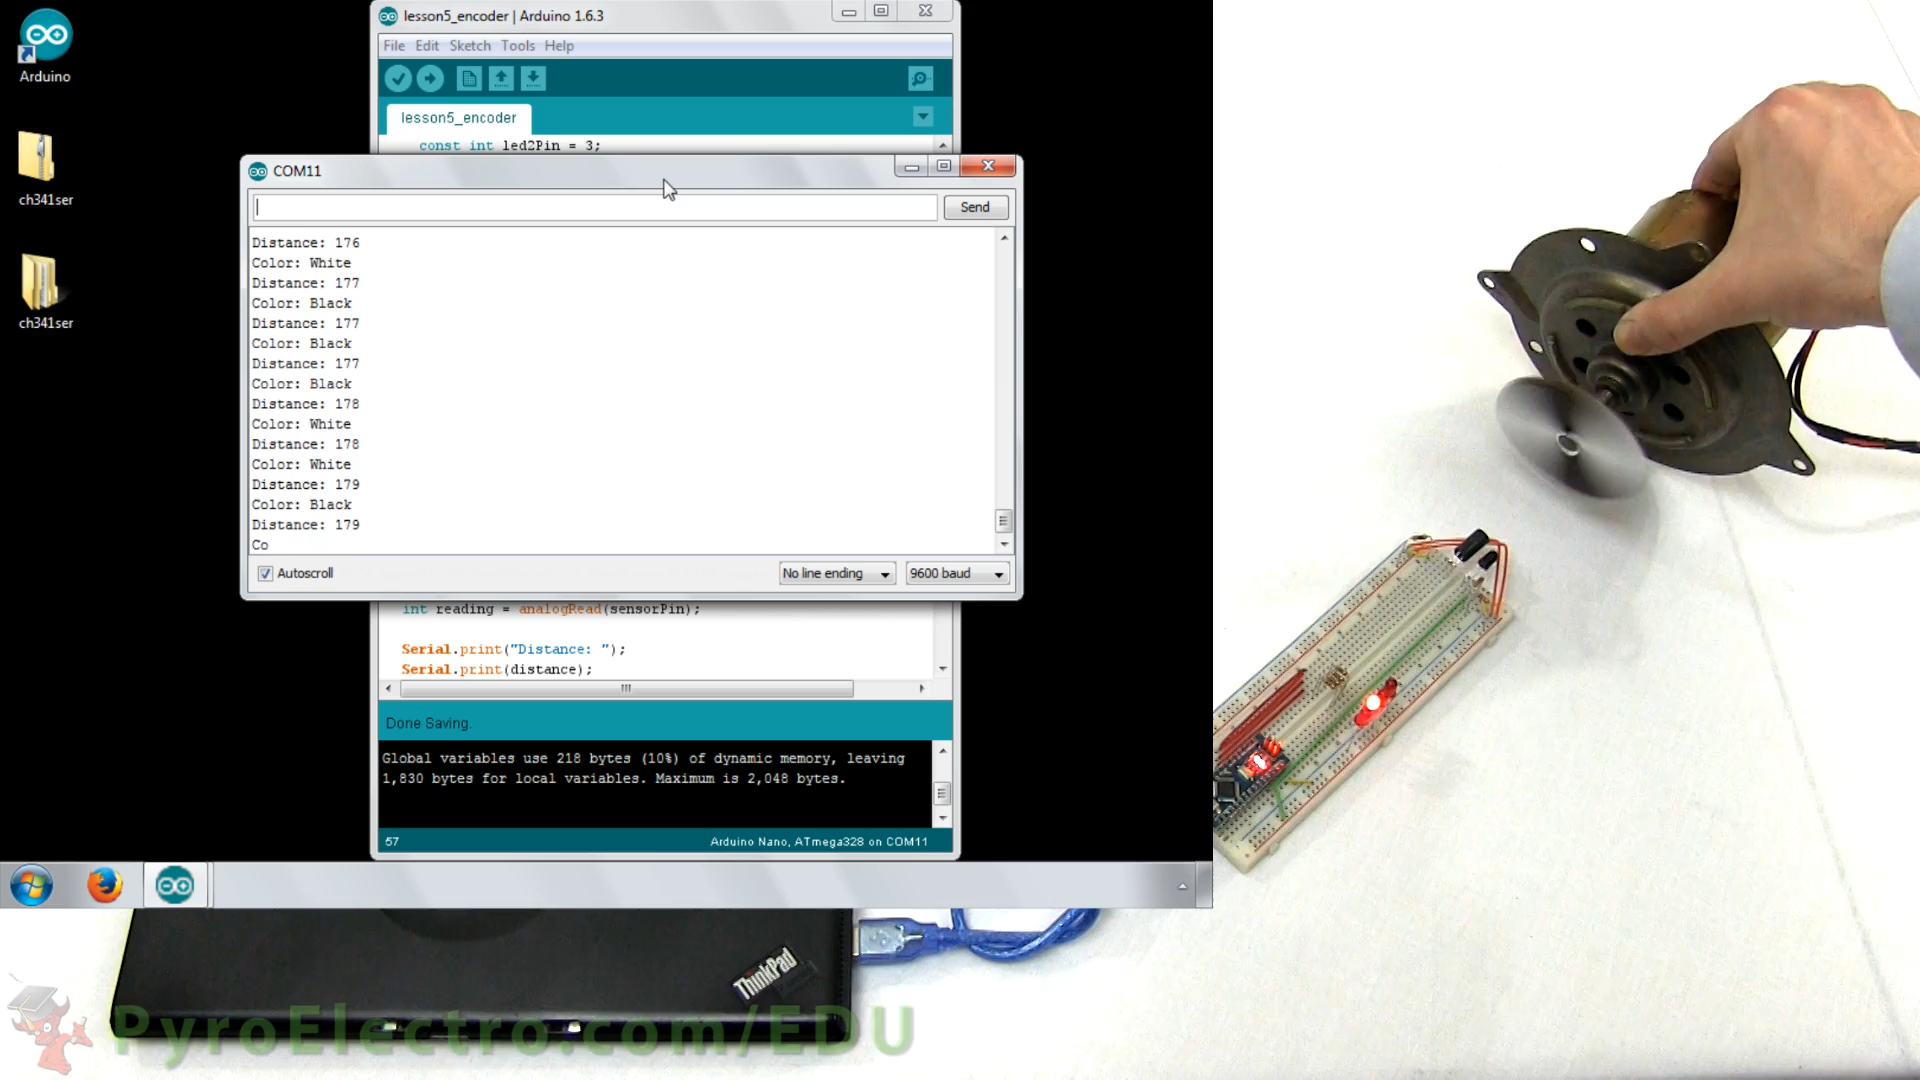 Arduino
ch341ser
ch341ser
lesson5_encoder | Arduino 1.6.3
File Edit Sketch Tools Help
lesson5_encoder
const int led2Pin = 3;
COM11
Send
Distance: 176
Color: White
Distance: 177
Color: Black
Distance: 177
Color: Black
Distance: 177
Color: Black
Distance: 178
Color: White
Distance: 178
Color: White
Distance: 179
Color: Black
Distance: 179
Co
Autoscroll
No line ending
9600 baud
int reading = analogRead(sensorPin);
Serial.print("Distance: ");
Serial.print(distance);
Done Saving.
Global variables use 218 bytes (10%) of dynamic memory, leaving
1,830 bytes for local variables. Maximum is 2,048 bytes.
57
Arduino Nano, ATmega328 on COM11
ThinkPad
PyroElectro.com/EDU